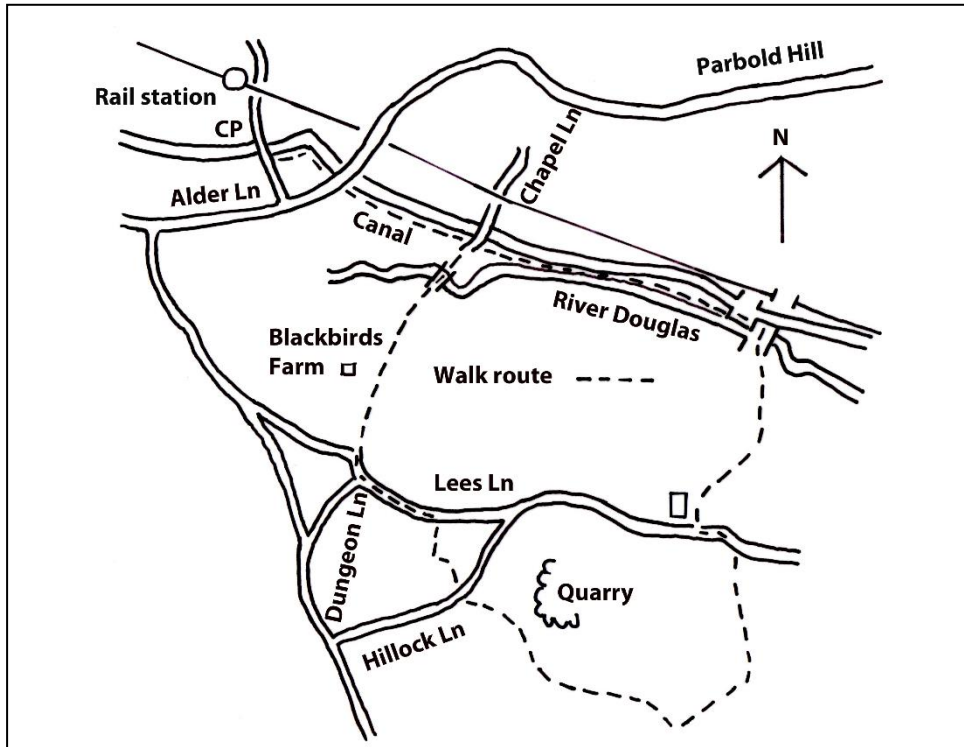 Parbold Hill
Rail station
CP
N
Chapel Ln
Alder Ln
Canal
River Douglas
Blackbirds
Farm
Walk route
Lees Ln
Dungeon Ln
Quarry
Hillock Ln